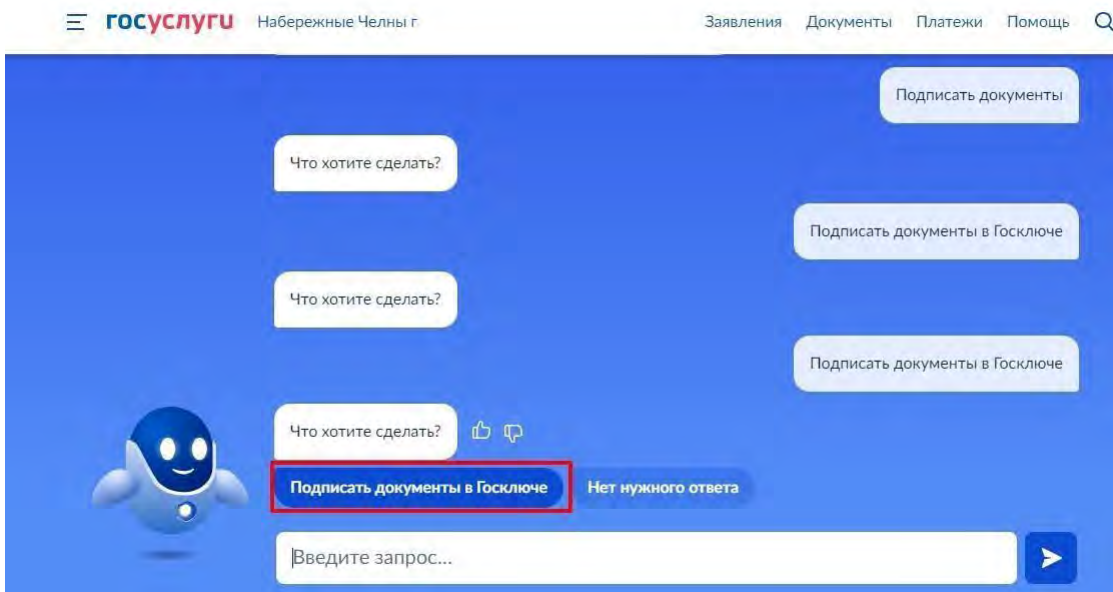 госуслуги Набережные Челны г Заявления Документы Платежи Помощь
Подписать документы
Что хотите сделать?
Подписать документы в Госключе
Что хотите сделать?
Подписать документы в Госключе
Что хотите сделать?
Подписать документы в Госключе Нет нужного ответа
Введите запрос...